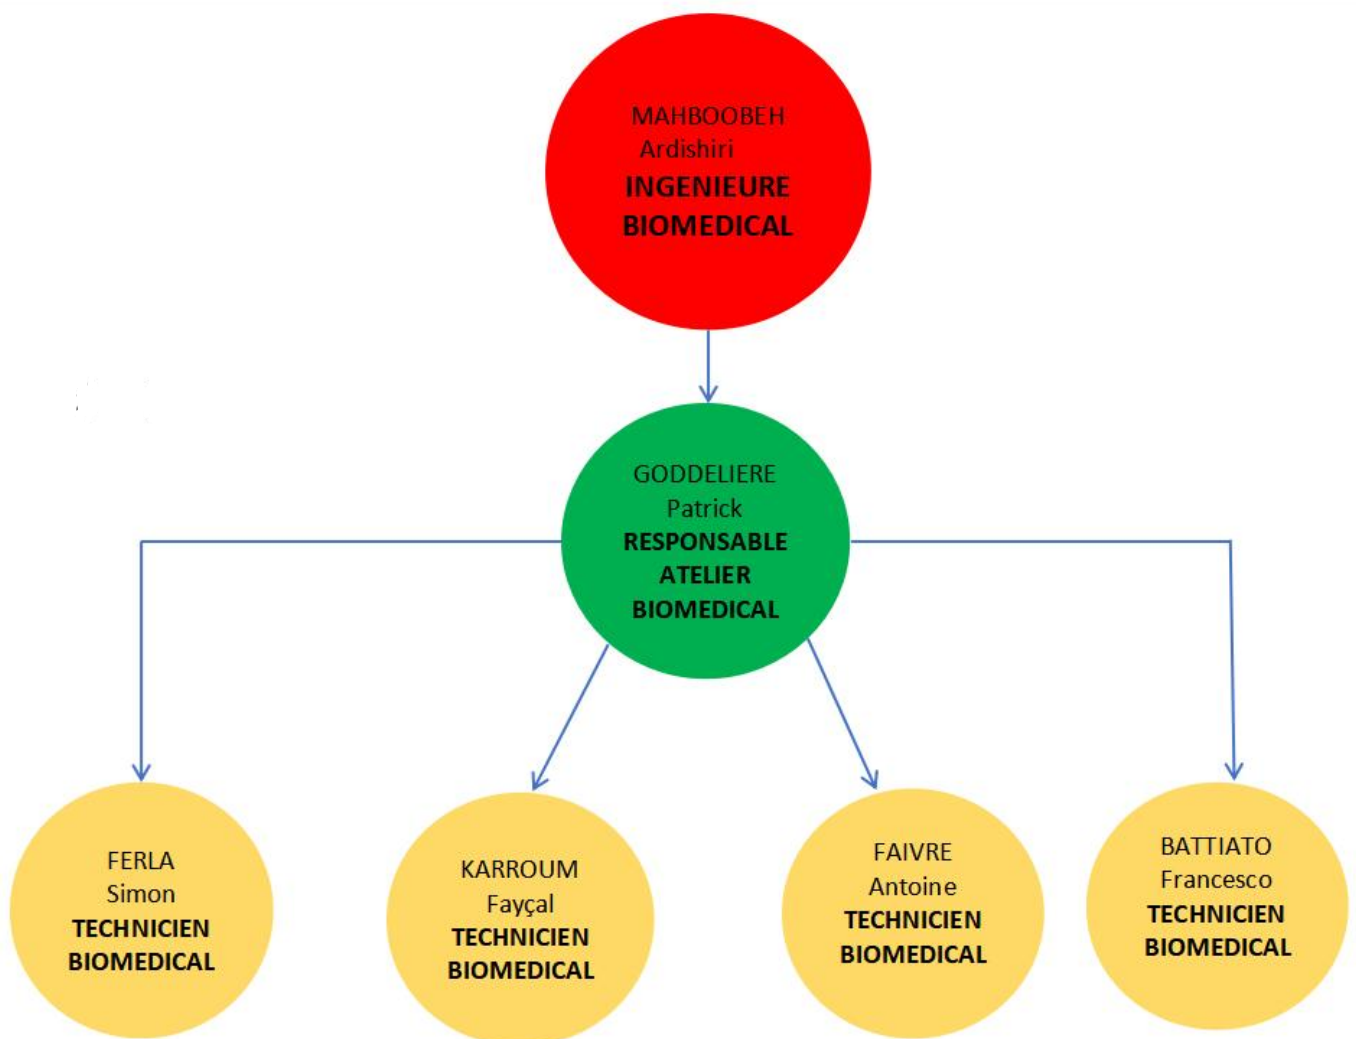 MAHBOOBEH
Ardishiri
INGENIEURE
BIOMEDICAL
GODDELIERE
Patrick
RESPONSABLE
ATELIER
BIOMEDICAL
FERLA
Simon
TECHNICIEN
BIOMEDICAL
KARROUM
Fayçal
TECHNICIEN
BIOMEDICAL
FAIVRE
Antoine
TECHNICIEN
BIOMEDICAL
BATTIATO
Francesco
TECHNICIEN
BIOMEDICAL